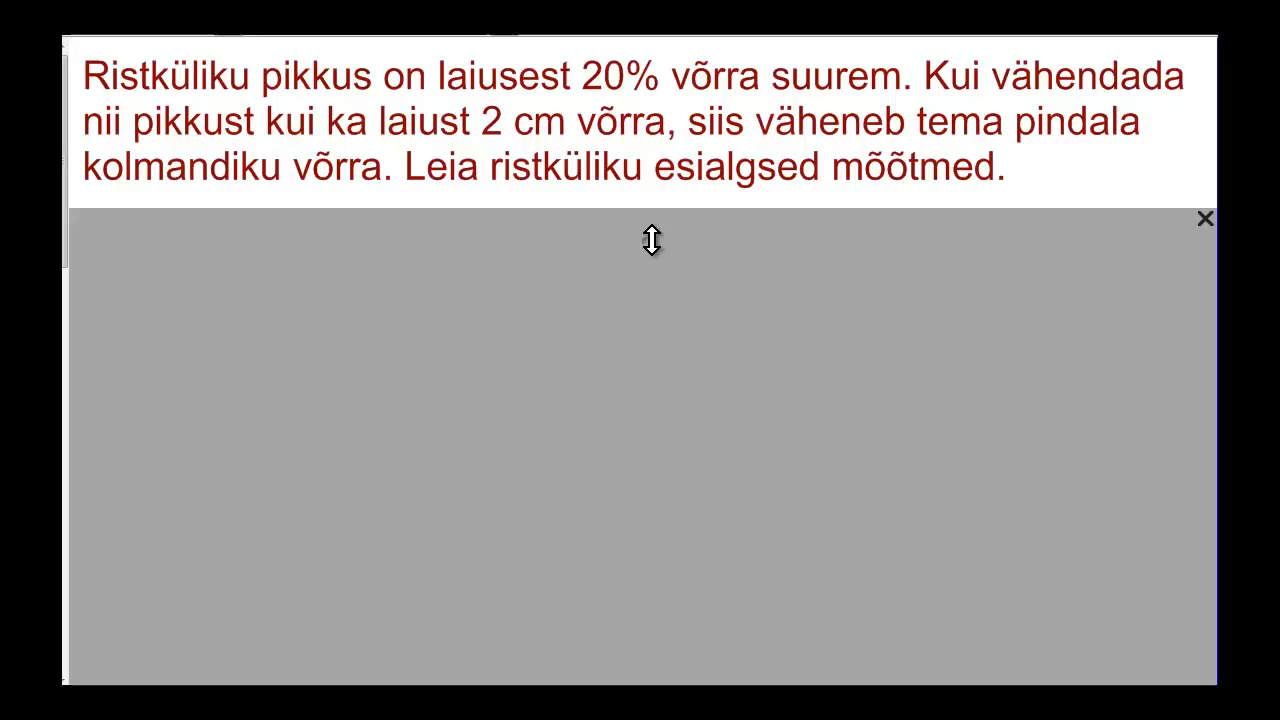 Ristküliku pikkus on laiusest 20% võrra suurem. Kui vähendada
nii pikkust kui ka laiust 2 cm võrra, siis väheneb tema pindala
kolmandiku võrra. Leia ristküliku esialgsed mõõtmed.